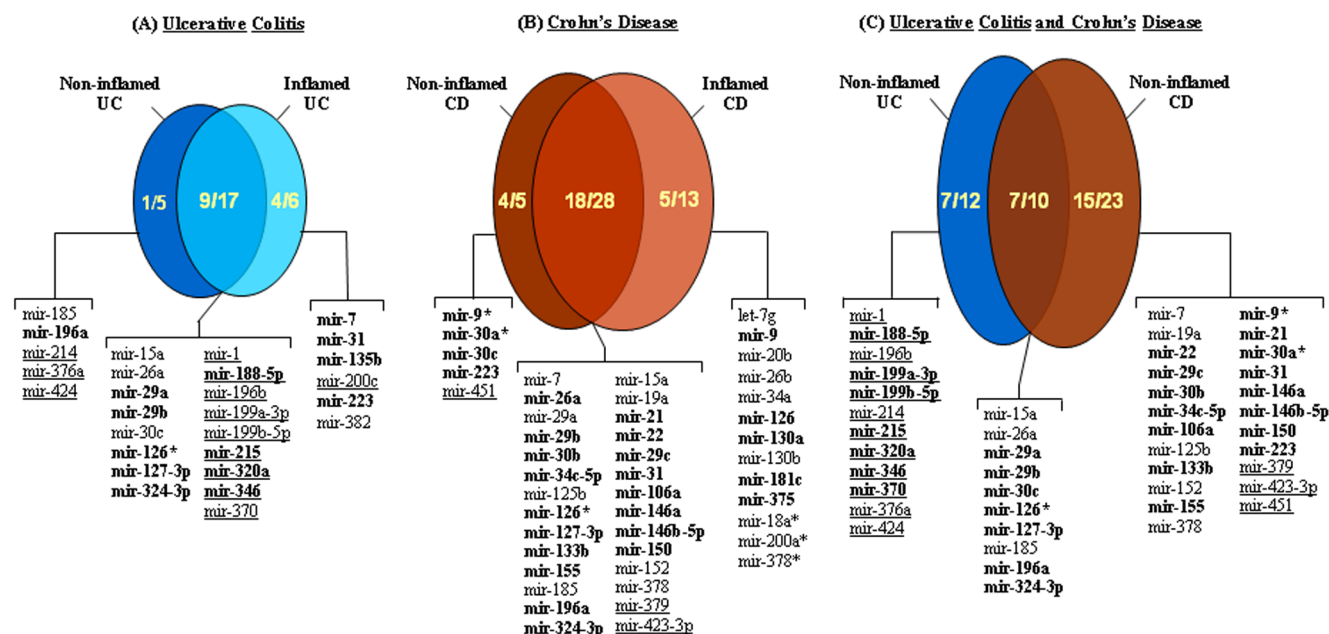 (A) Ulcerative Colitis
Non-inflamed
UC
Inflamed
UC
1/5
9/17
4/6
mir-185
mir-196a
mir-214
mir-376a
mir-424
mir-15a
mir-26a
mir-29a
mir-29b
mir-30c
mir-126*
mir-127-3p
mir-324-3p
mir-1
mir-188-5p
mir-196b
mir-199a-3p
mir-199b-5p
mir-215
mir-320a
mir-346
mir-370
mir-7
mir-31
mir-135b
mir-200c
mir-223
mir-382
(B) Crohn's Disease
Non-inflamed
CD
Inflamed
CD
4/5
18/28
5/13
mir-9*
mir-30a*
mir-30c
mir-223
mir-451
mir-7
mir-26a
mir-29a
mir-29b
mir-30b
mir-34c-5p
mir-125b
mir-126*
mir-127-3p
mir-133b
mir-155
mir-185
mir-196a
mir-324-3p
mir-15a
mir-19a
mir-21
mir-22
mir-29c
mir-31
mir-106a
mir-146a
mir-146b-5p
mir-150
mir-152
mir-378
mir-379
mir-423-3p
let-7g
mir-9
mir-20b
mir-26b
mir-34a
mir-126
mir-130a
mir-130b
mir-181c
mir-375
mir-18a*
mir-200a*
mir-378*
(C) Ulcerative Colitis and Crohn's Disease
Non-inflamed
UC
Non-inflamed
CD
7/12
7/10
15/23
mir-1
mir-188-5p
mir-196b
mir-199a-3p
mir-199b-5p
mir-214
mir-215
mir-320a
mir-346
mir-370
mir-376a
mir-424
mir-15a
mir-26a
mir-29a
mir-29b
mir-30c
mir-126*
mir-127-3p
mir-185
mir-196a
mir-324-3p
mir-7
mir-19a
mir-22
mir-29c
mir-30b
mir-34c-5p
mir-106a
mir-125b
mir-133b
mir-152
mir-155
mir-378
mir-9*
mir-21
mir-30a*
mir-31
mir-146a
mir-146b-5p
mir-150
mir-223
mir-379
mir-423-3p
mir-451